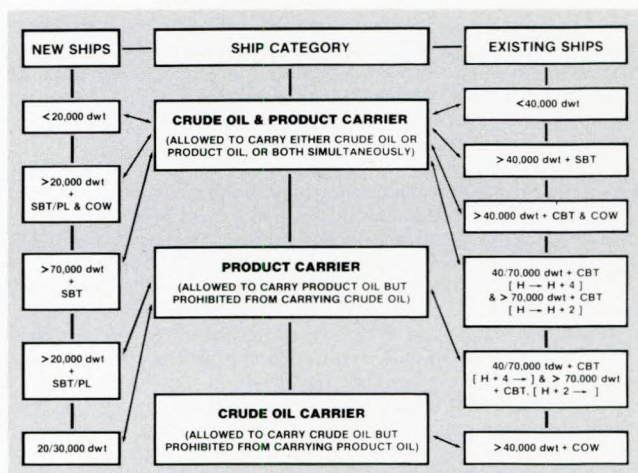 NEW SHIPS
<20,000 dwt
>20,000 dwt
+
SBT/PL & COW
>70,000 dwt
+
SBT
>20,000 dwt
+
SBT/PL
20/30,000 dwt
SHIP CATEGORY
CRUDE OIL & PRODUCT CARRIER
(ALLOWED TO CARRY EITHER CRUDE OIL OR
PRODUCT OIL, OR BOTH SIMULTANEOUSLY)
PRODUCT CARRIER
(ALLOWED TO CARRY PRODUCT OIL BUT
PROHIBITED FROM CARRYING CRUDE OIL)
CRUDE OIL CARRIER
(ALLOWED TO CARRY CRUDE OIL BUT
PROHIBITED FROM CARRYING PRODUCT OIL)
EXISTING SHIPS
<40,000 dwt
>40,000 dwt + SBT
>40.000 dwt + CBT & COW
40/70,000 dwt + CBT
[ H → H + 4 ]
& > 70,000 dwt + CBT
[ H → H + 2 ]
40/70,000 tdw + CBT
[ H + 4 → ] & > 70.000 dwt
+ CBT, [ H + 2 → ]
>40,000 dwt + COW